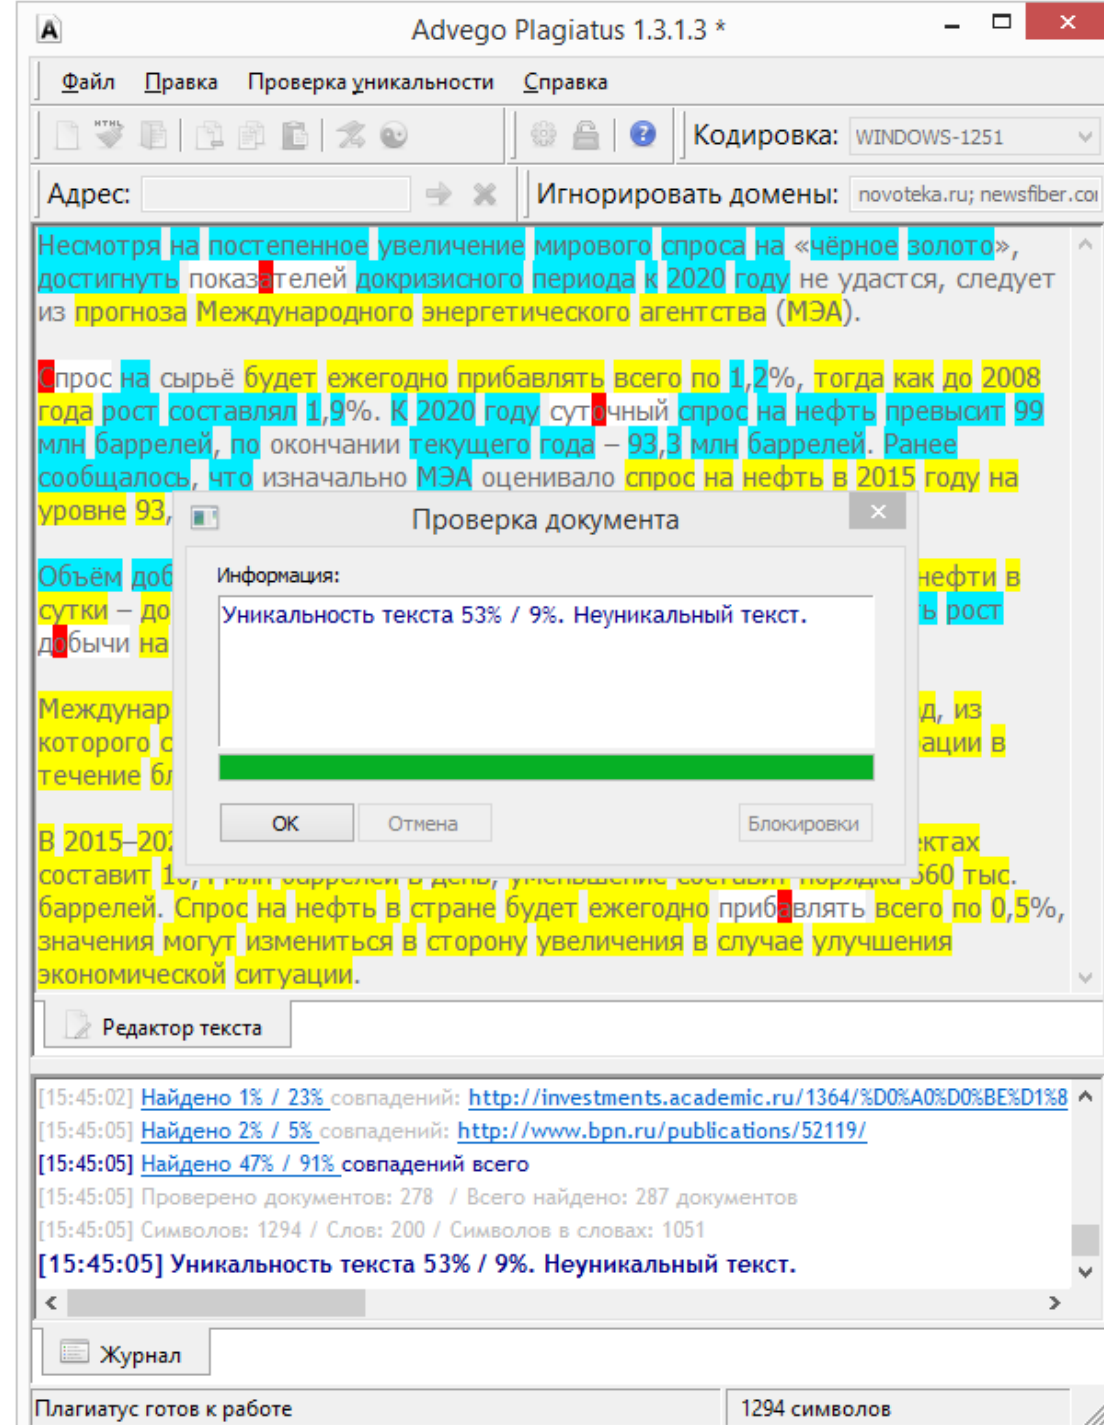 Advego Plagiatus 1.3.1.3 *
Файл Правка Проверка уникальности Справка
HTML Кодировка: WINDOWS-1251
Адрес: Игнорировать домены: novoteka.ru; newsfiber.co
Несмотря на постепенное увеличение мирового спроса на «чёрное золото»,
достигнуть показателей докризисного периода к 2020 году не удастся, следует
из прогноза Международного энергетического агентства (МЭА).
Спрос на сырьё будет ежегодно прибавлять всего по 1,2%, тогда как до 2008
года рост составлял 1,9%. К 2020 году суточный спрос на нефть превысит 99
млн баррелей, по окончании текущего года – 93,3 млн баррелей. Ранее
сообщалось, что изначально МЭА оценивало спрос на нефть в 2015 году на
уровне 93,
Проверка документа
Объём доб нефти в
Информация:
сутки – до ь рост
Уникальность текста 53% / 9%. Неуникальный текст.
добычи на
Междунар д, из
которого с ации в
течение бл
OK Отмена Блокировки
В 2015–202 ектах
составит 10,4 млн баррелей в день, уменьшение составит порядка 560 тыс.
баррелей. Спрос на нефть в стране будет ежегодно прибавлять всего по 0,5%,
значения могут измениться в сторону увеличения в случае улучшения
экономической ситуации.
Редактор текста
[15:45:02] Найдено 1% / 23% совпадений: http://investments.academic.ru/1364/%D0%A0%D0%BE%D1%8
[15:45:05] Найдено 2% / 5% совпадений: http://www.bpn.ru/publications/52119/
[15:45:05] Найдено 47% / 91% совпадений всего
[15:45:05] Проверено документов: 278 / Всего найдено: 287 документов
[15:45:05] Символов: 1294 / Слов: 200 / Символов в словах: 1051
[15:45:05] Уникальность текста 53% / 9%. Неуникальный текст.
Журнал
Плагиатус готов к работе 1294 символов